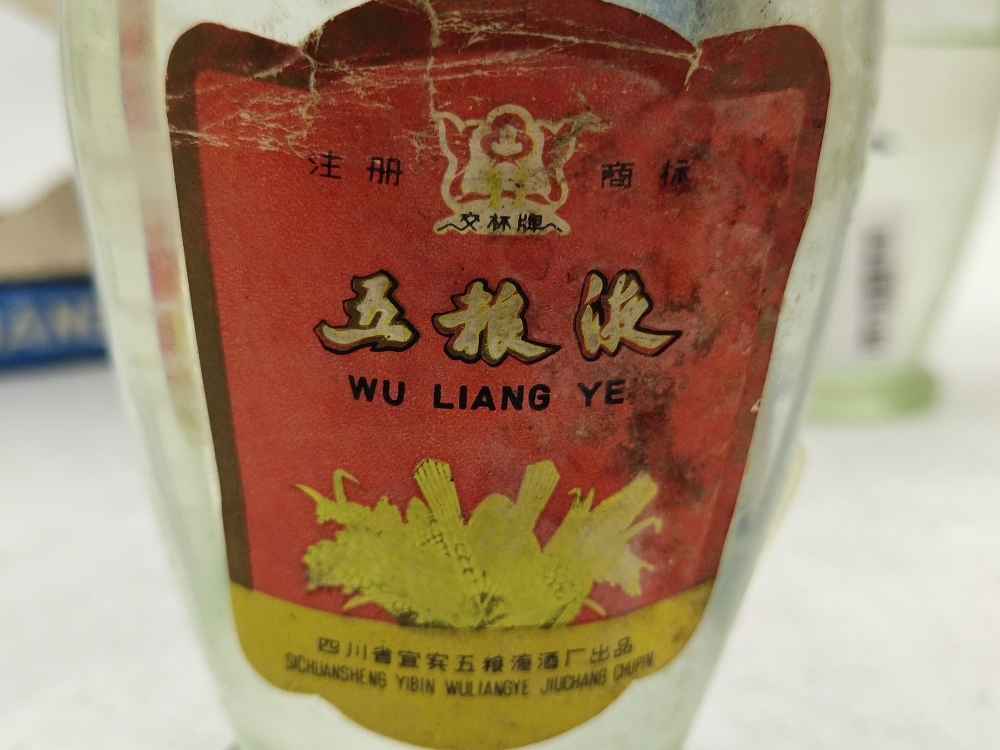 注册 商标
交杯牌
五粮液
WU LIANG YE
四川省宜宾五粮液酒厂出品
SICHUANSHENG YIBIN WULIANGYE JIUCHANG CHUPIN
IANS